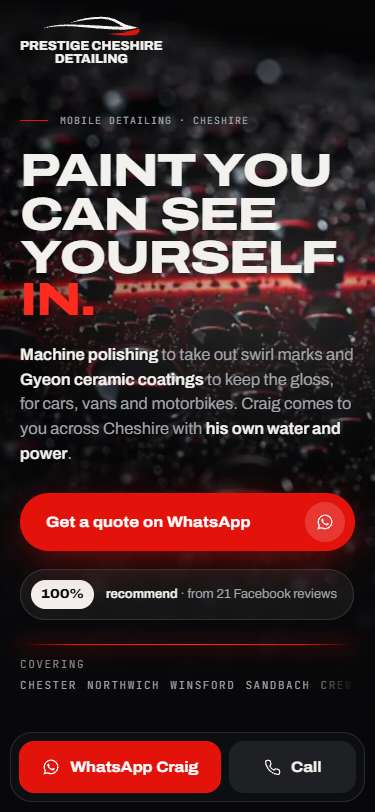 PRESTIGE CHESHIRE
DETAILING
MOBILE DETAILING · CHESHIRE
PAINT YOU
CAN SEE
YOURSELF
IN.
Machine polishing to take out swirl marks and
Gyeon ceramic coatings to keep the gloss,
for cars, vans and motorbikes. Craig comes to
you across Cheshire with his own water and
power.
Get a quote on WhatsApp
100% recommend · from 21 Facebook reviews
COVERING
CHESTER NORTHWICH WINSFORD SANDBACH
WhatsApp Craig
Call